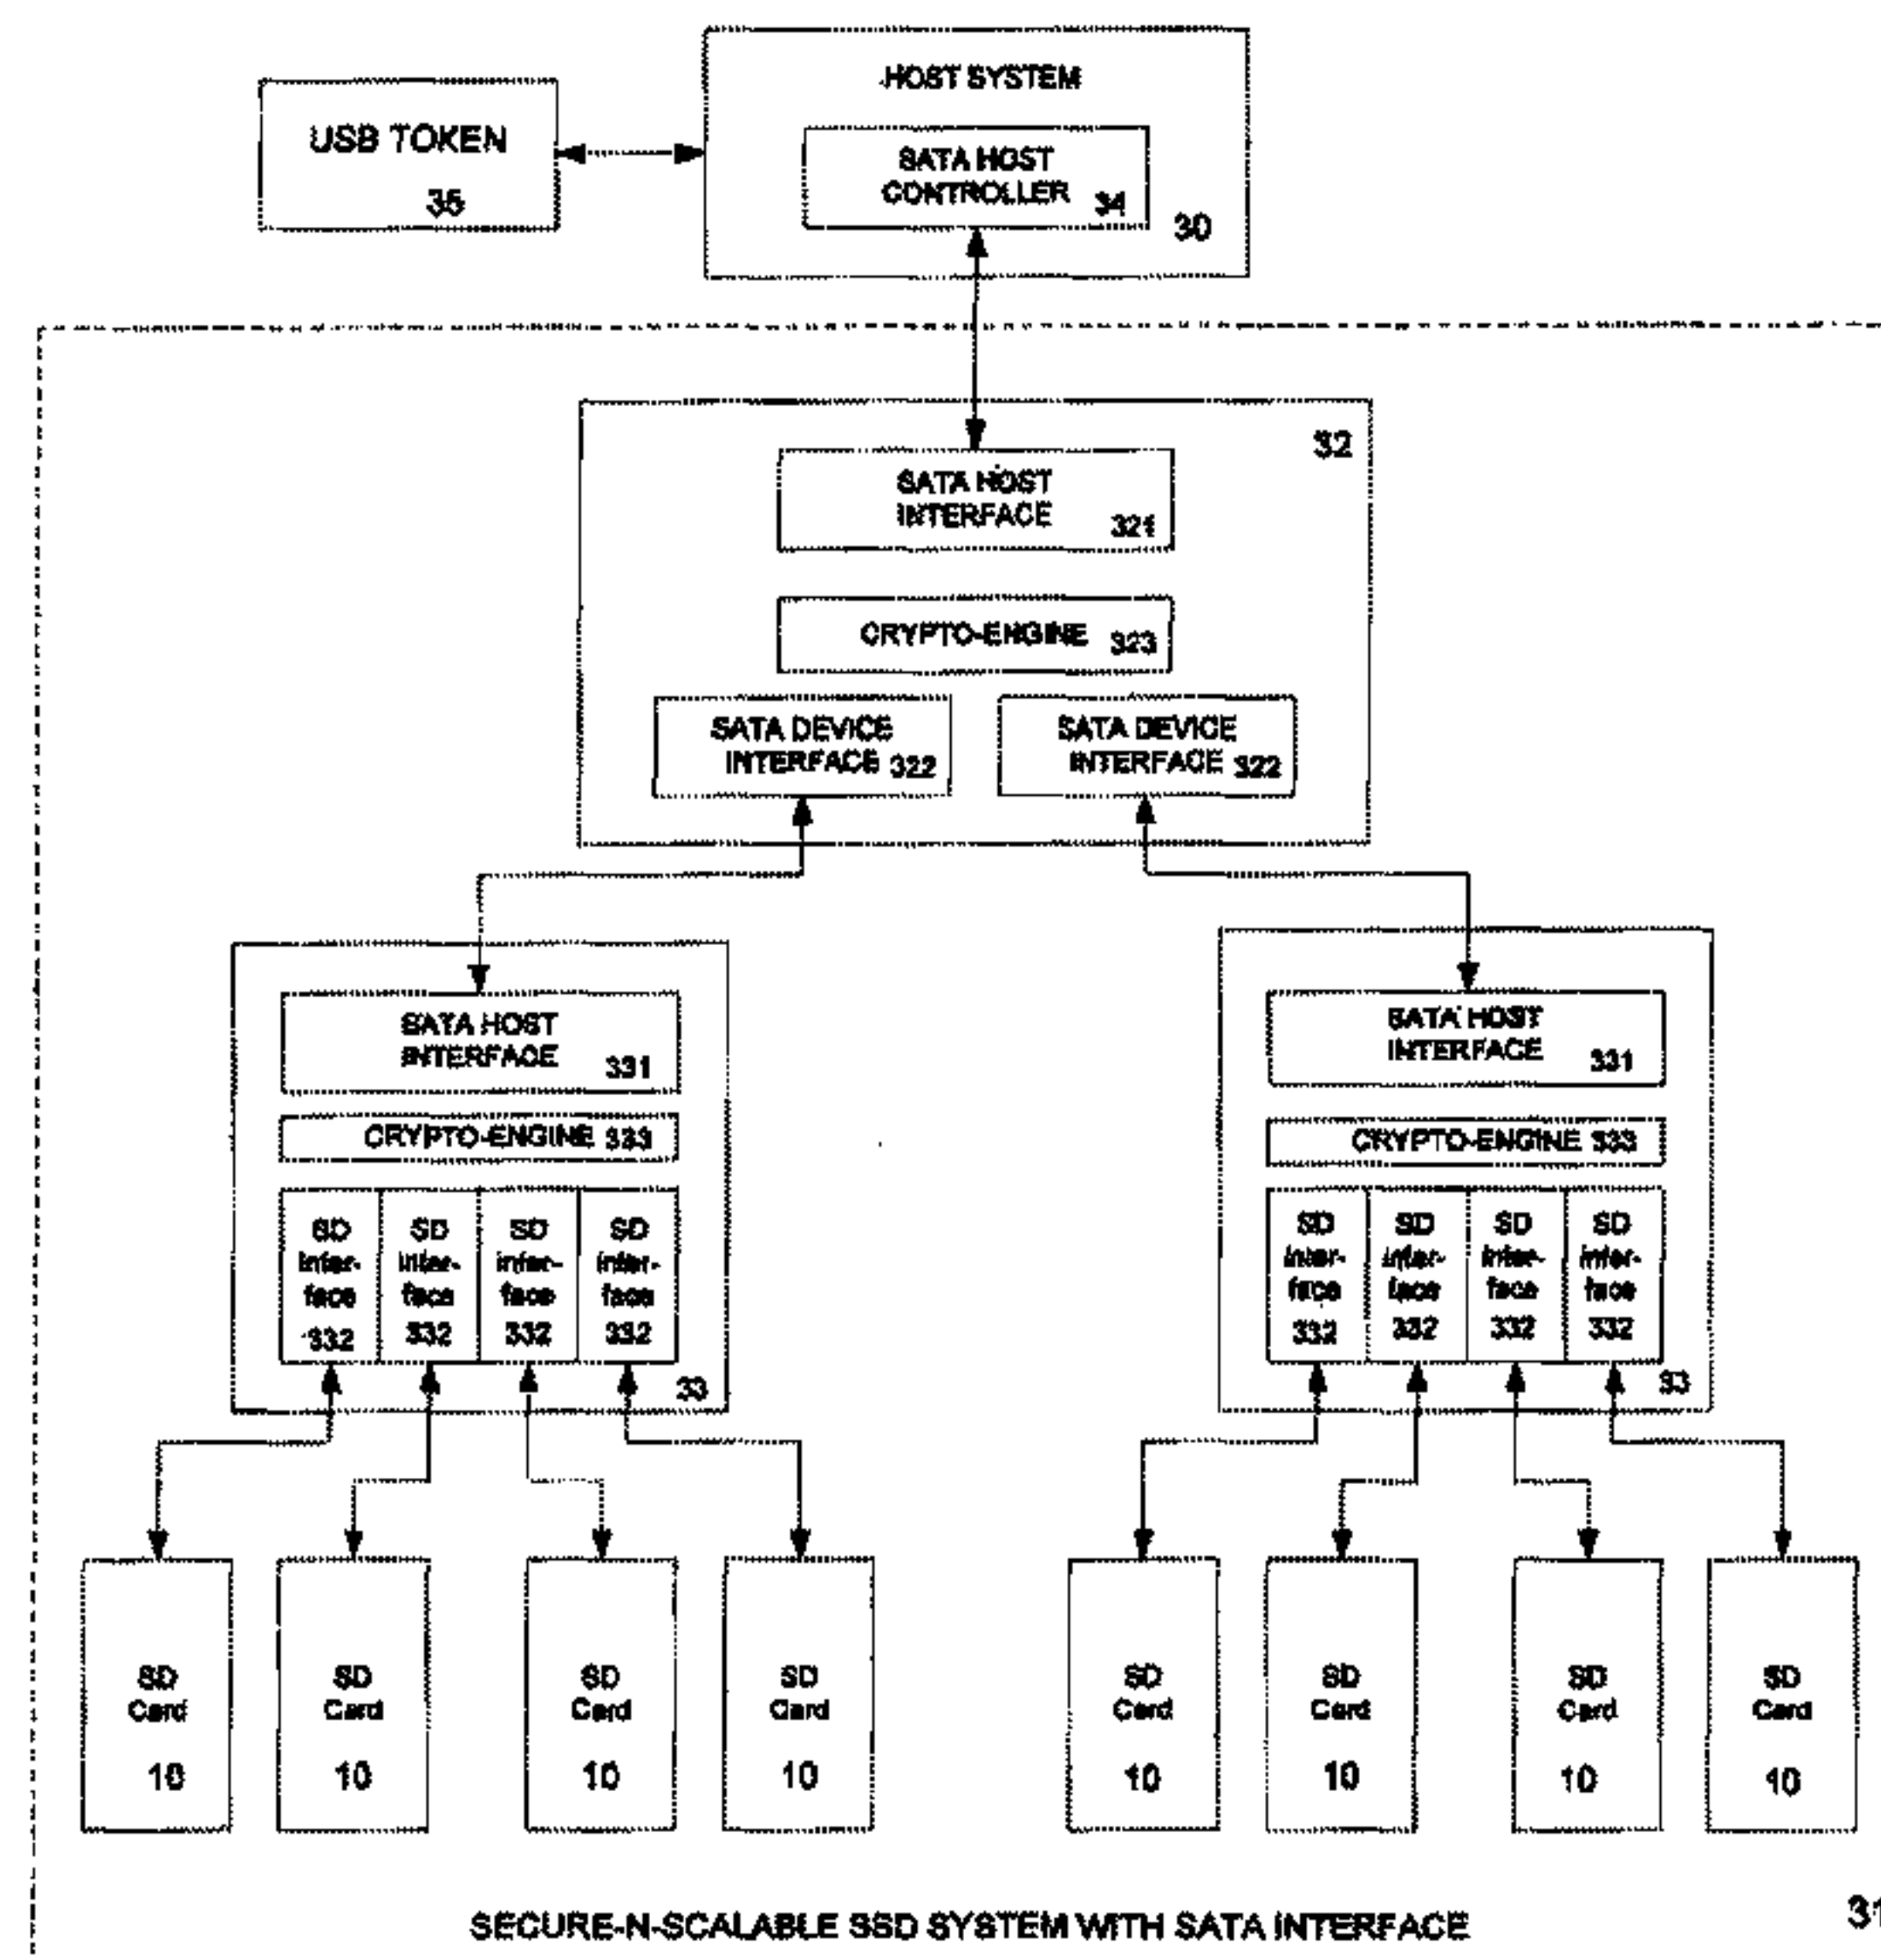 HOST SYSTEM
USB TOKEN
35
SATA HOST
CONTROLLER 34
30
32
SATA HOST
INTERFACE 321
CRYPTO-ENGINE 323
SATA DEVICE
INTERFACE 322
SATA DEVICE
INTERFACE 322
SATA HOST
INTERFACE 331
SATA HOST
INTERFACE 331
CRYPTO-ENGINE 333
CRYPTO-ENGINE 333
SD SD SD SD
Inter- Inter- Inter- Inter-
face face face face
332 332 332 332
33
SD SD SD SD
Inter- Inter- Inter- Inter-
face face face face
332 332 332 332
33
SD SD SD SD SD SD SD SD
Card Card Card Card Card Card Card Card
10 10 10 10 10 10 10 10
SECURE-N-SCALABLE SSD SYSTEM WITH SATA INTERFACE
31